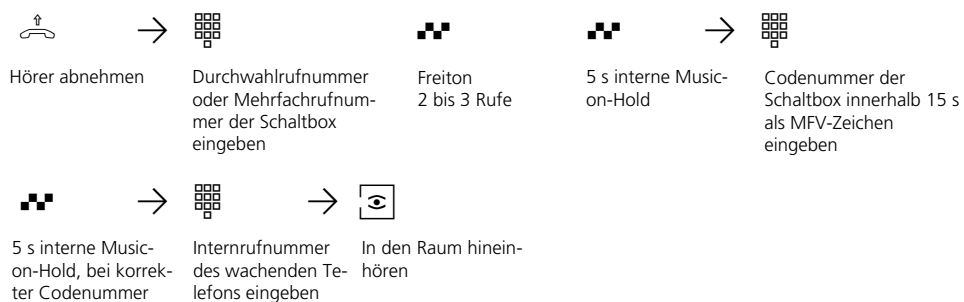 Hörer abnehmen
Durchwahlrufnummer
oder Mehrfachrufnum-
mer der Schaltbox
eingeben
Freiton
2 bis 3 Rufe
5 s interne Music-
on-Hold
Codenummer der
Schaltbox innerhalb 15 s
als MFV-Zeichen
eingeben
5 s interne Music-
on-Hold, bei korrek-
ter Codenummer
Internrufnummer
des wachenden Te-
lefons eingeben
In den Raum hinein-
hören